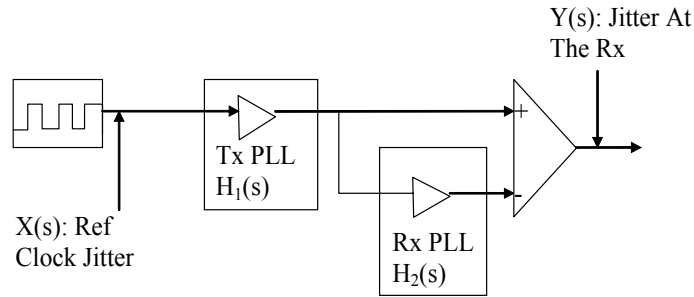 Y(s): Jitter At
The Rx
+
Tx PLL
H₁(s)
-
X(s): Ref
Clock Jitter
Rx PLL
H₂(s)